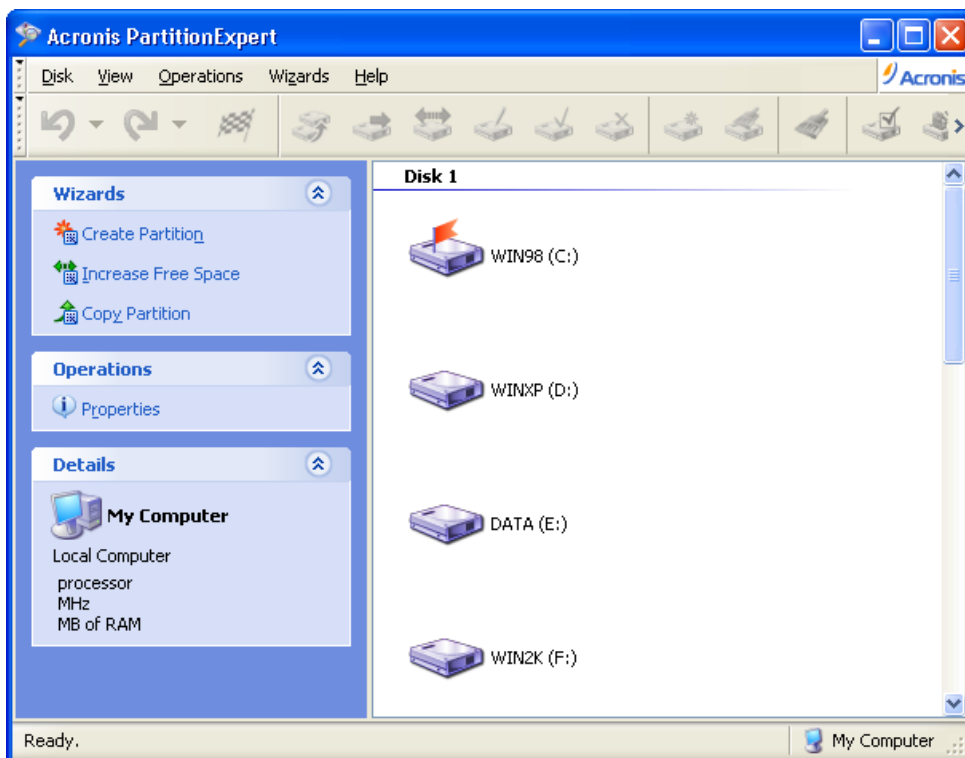 Acronis PartitionExpert
Disk View Operations Wizards Help
Acronis
Wizards
Create Partition
Increase Free Space
Copy Partition
Operations
Properties
Details
My Computer
Local Computer
processor
MHz
MB of RAM
Disk 1
WIN98 (C:)
WINXP (D:)
DATA (E:)
WIN2K (F:)
Ready.
My Computer